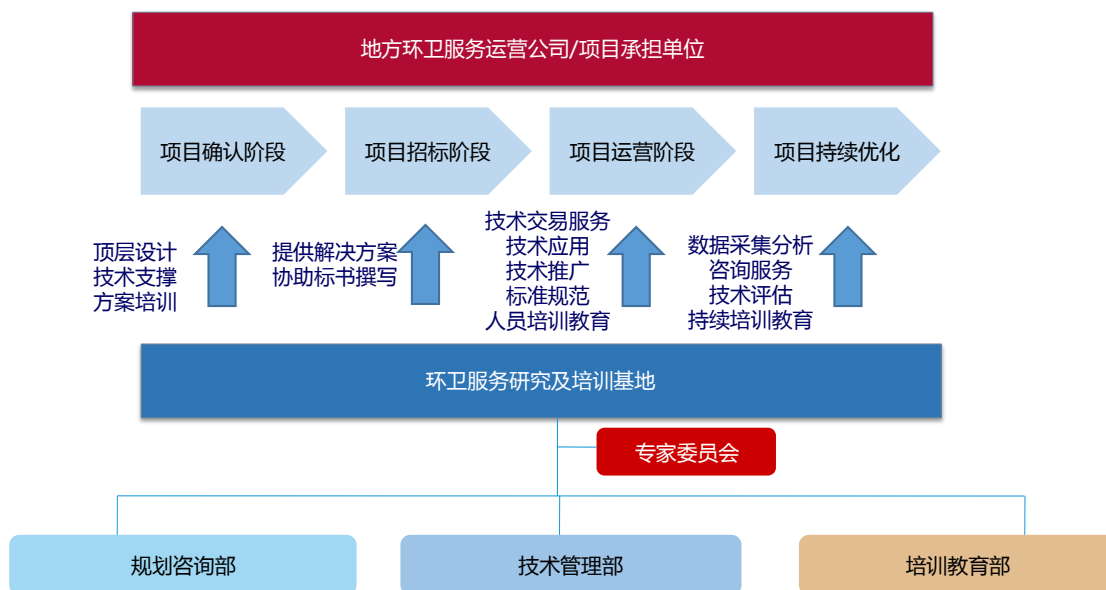 地方环卫服务运营公司/项目承担单位
项目确认阶段
项目招标阶段
项目运营阶段
项目持续优化
顶层设计
技术支撑
方案培训
提供解决方案
协助标书撰写
技术交易服务
技术应用
技术推广
标准规范
人员培训教育
数据采集分析
咨询服务
技术评估
持续培训教育
环卫服务研究及培训基地
专家委员会
规划咨询部
技术管理部
培训教育部